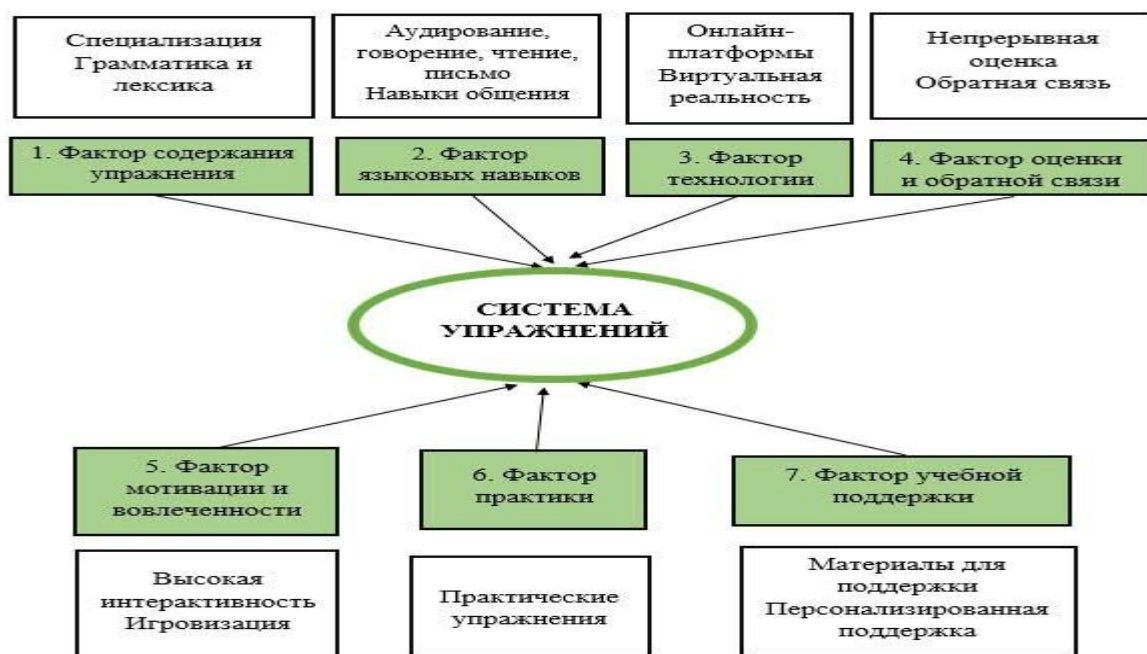 Специализация
Грамматика и
лексика
Аудирование,
говорение, чтение,
письмо
Навыки общения
Онлайн-
платформы
Виртуальная
реальность
Непрерывная
оценка
Обратная связь
1. Фактор содержания
упражнения
2. Фактор
языковых навыков
3. Фактор
технологии
4. Фактор оценки
и обратной связи
СИСТЕМА
УПРАЖНЕНИЙ
5. Фактор
мотивации и
вовлеченности
6. Фактор
практики
7. Фактор учебной
поддержки
Высокая
интерактивность
Игровизация
Практические
упражнения
Материалы для
поддержки
Персонализированная
поддержка